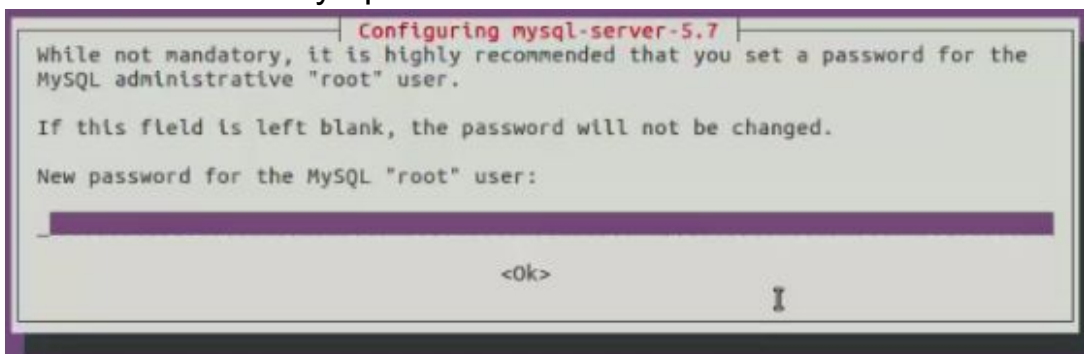 Configuring mysql-server-5.7
While not mandatory, it is highly recommended that you set a password for the
MySQL administrative "root" user.
If this field is left blank, the password will not be changed.
New password for the MySQL "root" user:
_
<Ok>